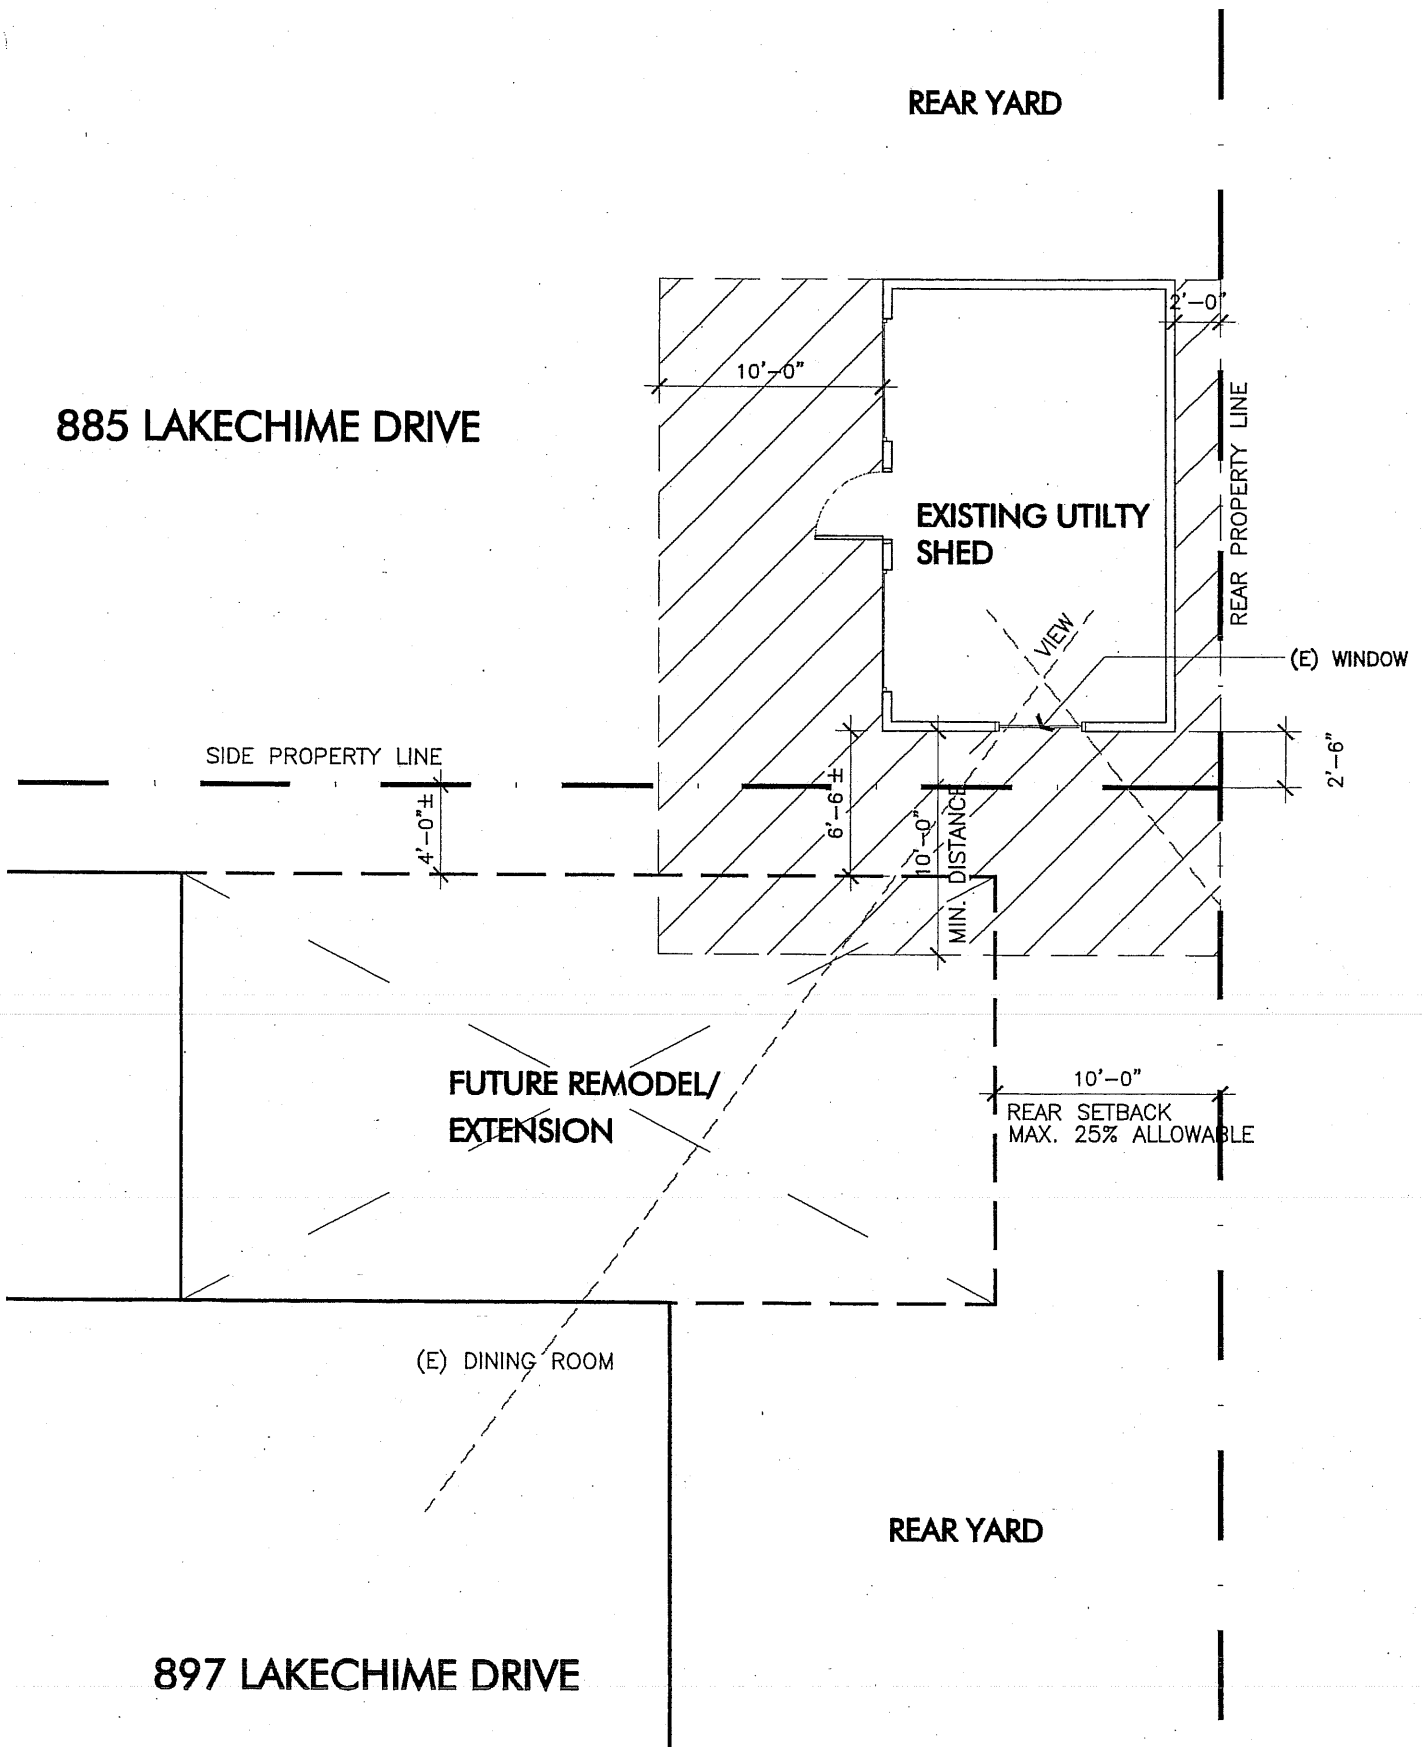 REAR YARD
2'-0"
10'-0"
885 LAKECHIME DRIVE
REAR PROPERTY LINE
EXISTING UTILTY
SHED
VIEW
(E) WINDOW
SIDE PROPERTY LINE
2'-6"
4'-0"±
6'-6"±
10'-0"
MIN. DISTANCE
FUTURE REMODEL/
EXTENSION
10'-0"
REAR SETBACK
MAX. 25% ALLOWABLE
(E) DINING ROOM
REAR YARD
897 LAKECHIME DRIVE